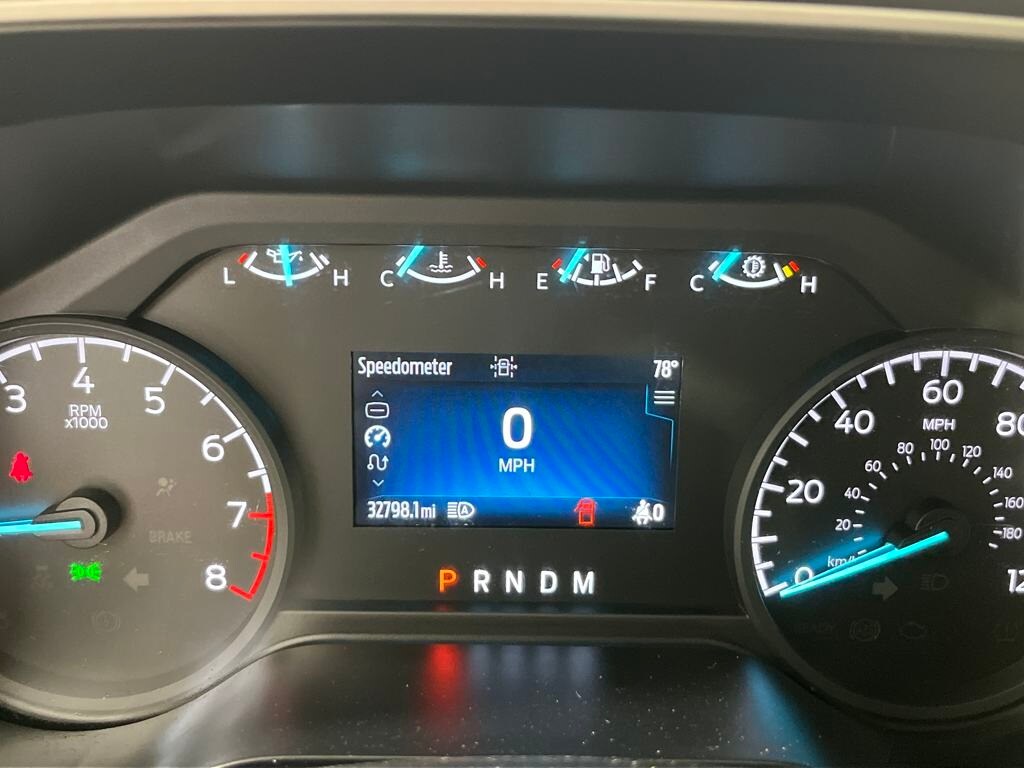 L H C H E F C H
Speedometer 78°
0
MPH
32798.1mi A 0
P R N D M
3 4 5 6 7 8
RPM
x1000
BRAKE
0 20 40 60 80
MPH
20 40 60 80 100 120 140 160 180
km/h
READY